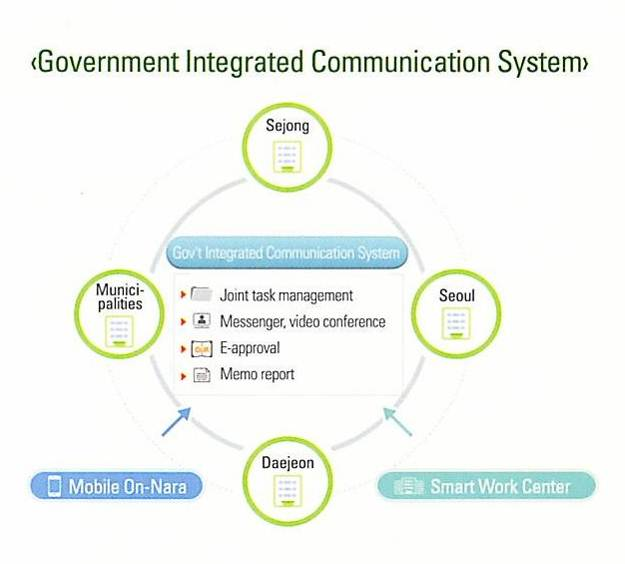 ‹Government Integrated Communication System›
Sejong
Gov't Integrated Communication System
Munici-
palities
Joint task management
Messenger, video conference
E-approval
Memo report
Seoul
Daejeon
Mobile On-Nara
Smart Work Center